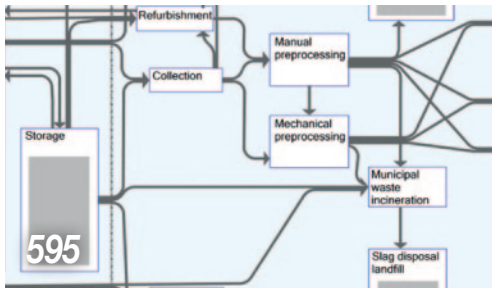 Refurbishment
Manual
preprocessing
Collection
Mechanical
preprocessing
Storage
Municipal
waste
incineration
595
Slag disposal
landfill